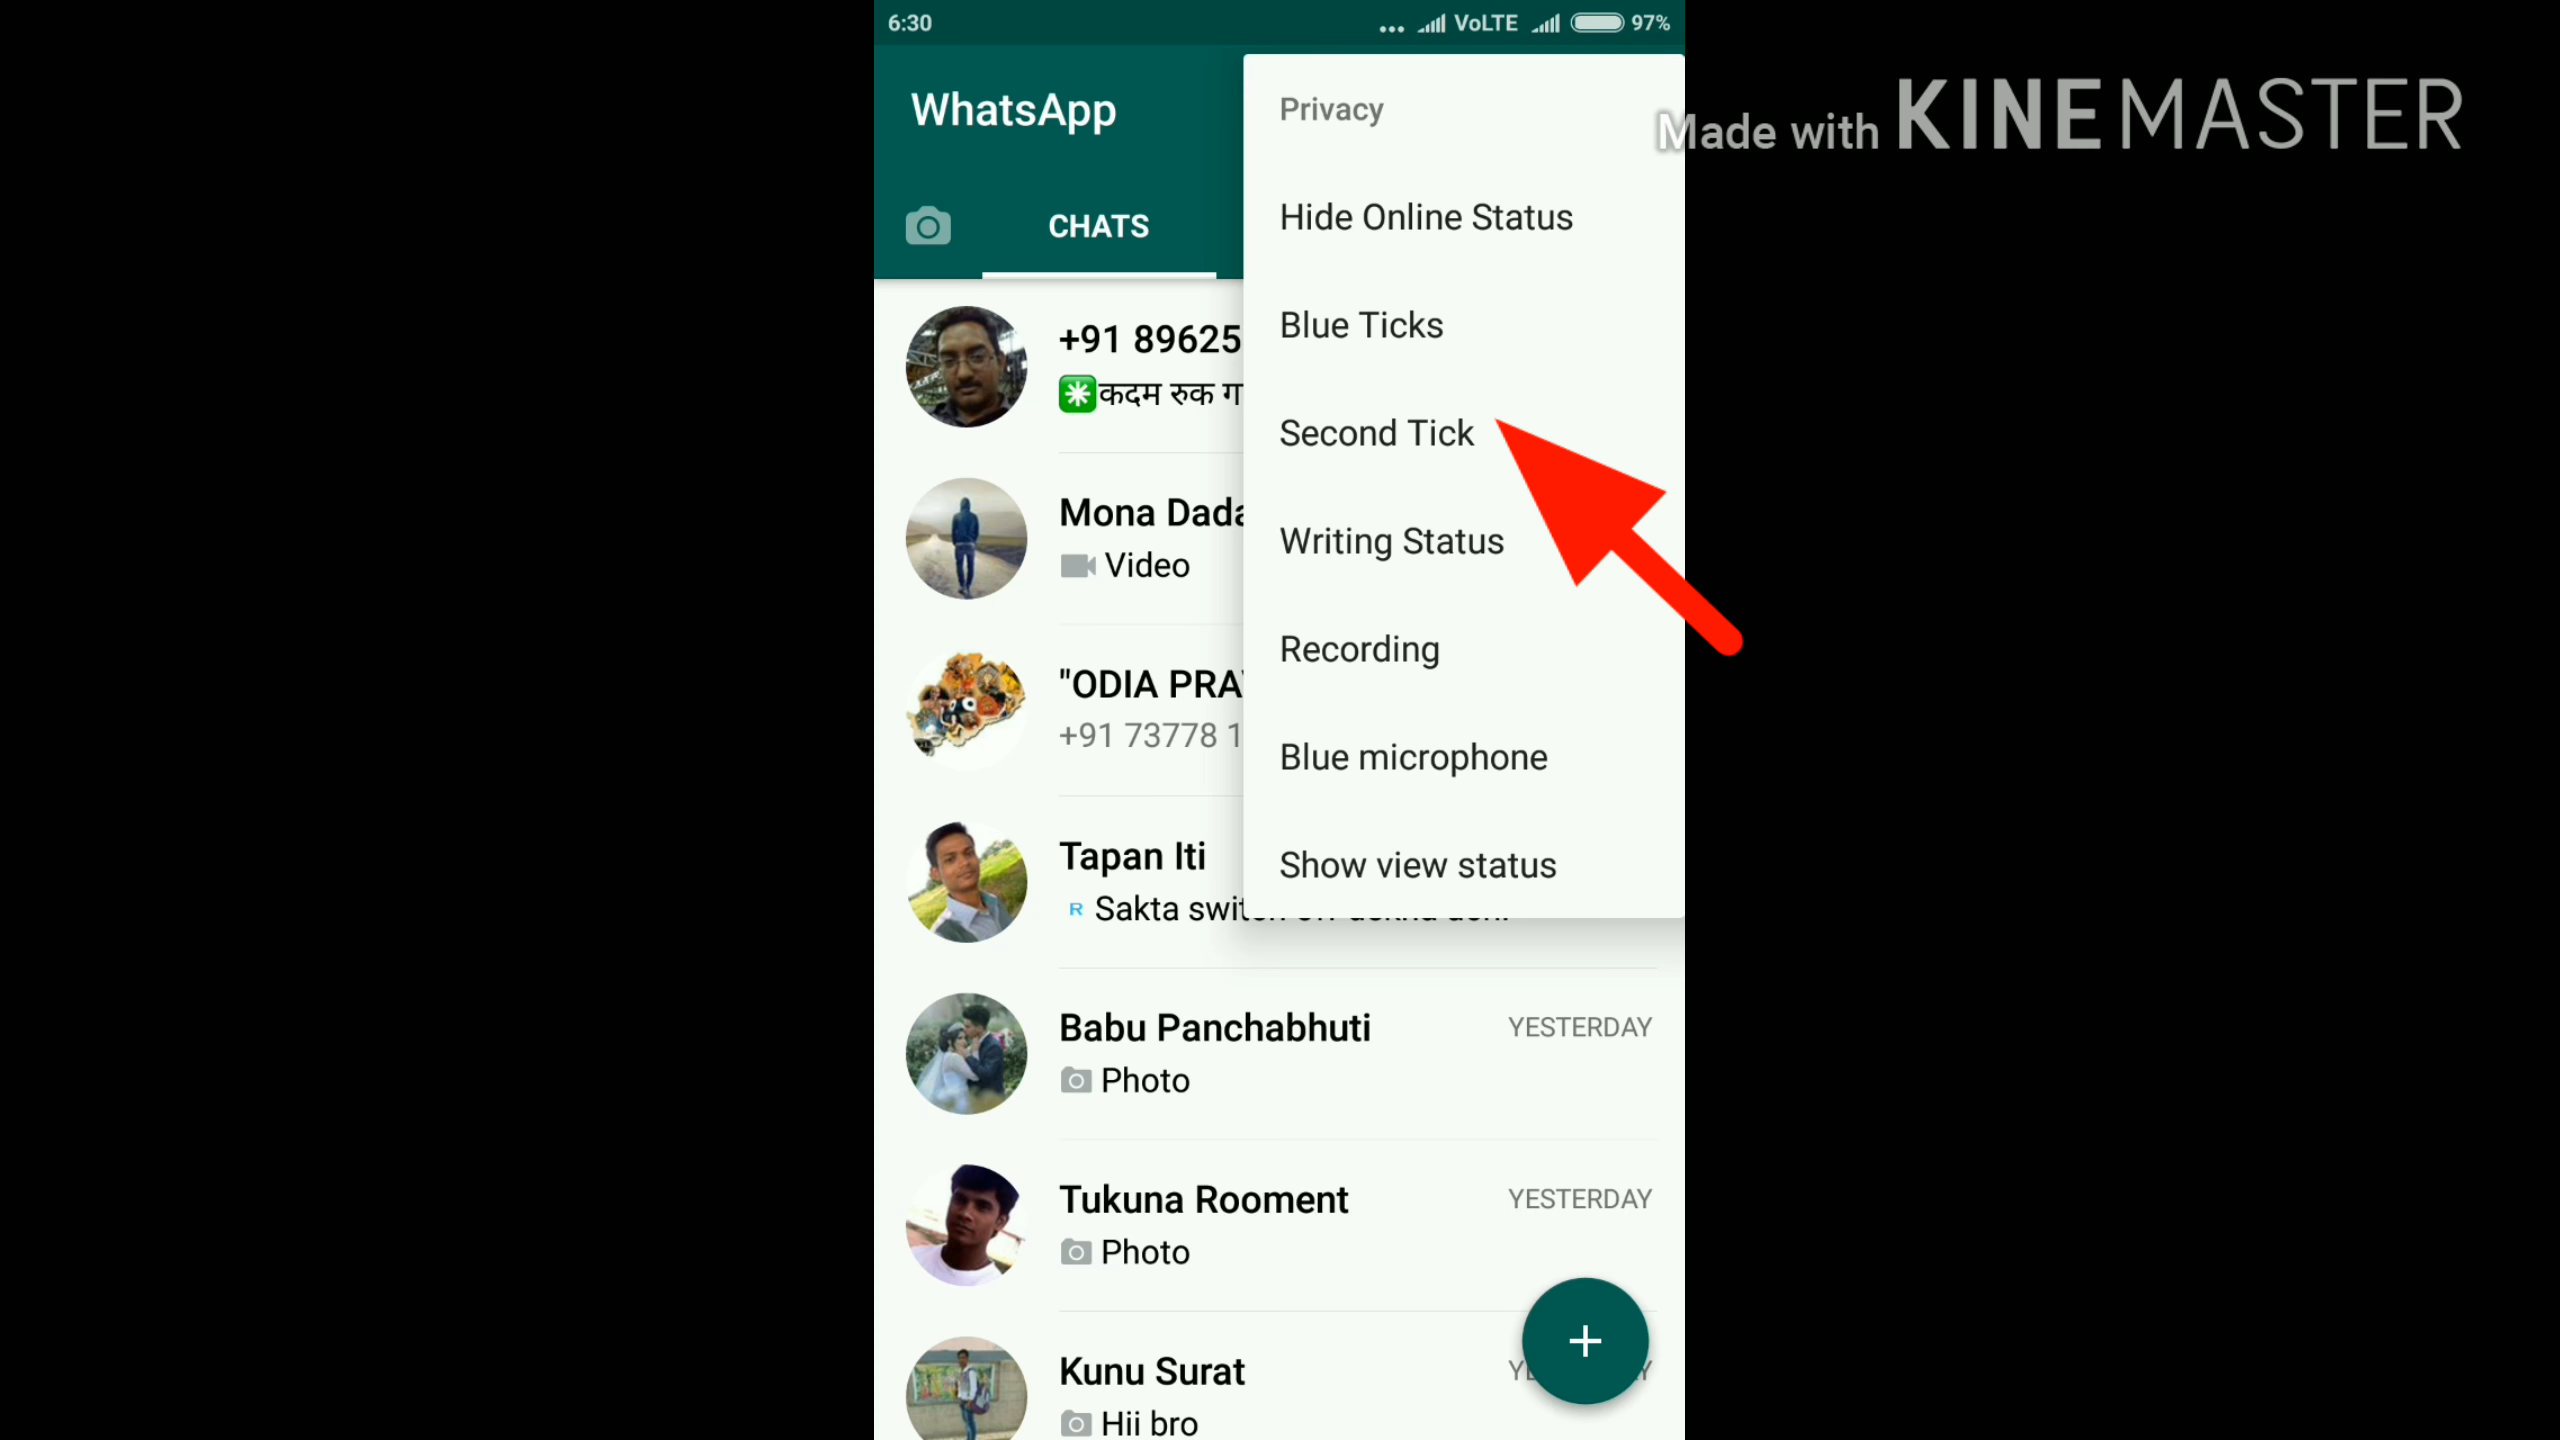 6:30
VoLTE 97%
WhatsApp
Privacy
Made with KINEMASTER
Hide Online Status
CHATS
Blue Ticks
+91 89625
कदम रुक ग
Second Tick
Mona Dada
Writing Status
Video
Recording
"ODIA PRA
+91 73778 1
Blue microphone
Tapan Iti
Show view status
R Sakta
Babu Panchabhuti
YESTERDAY
Photo
Tukuna Rooment
YESTERDAY
Photo
Kunu Surat
Hii bro